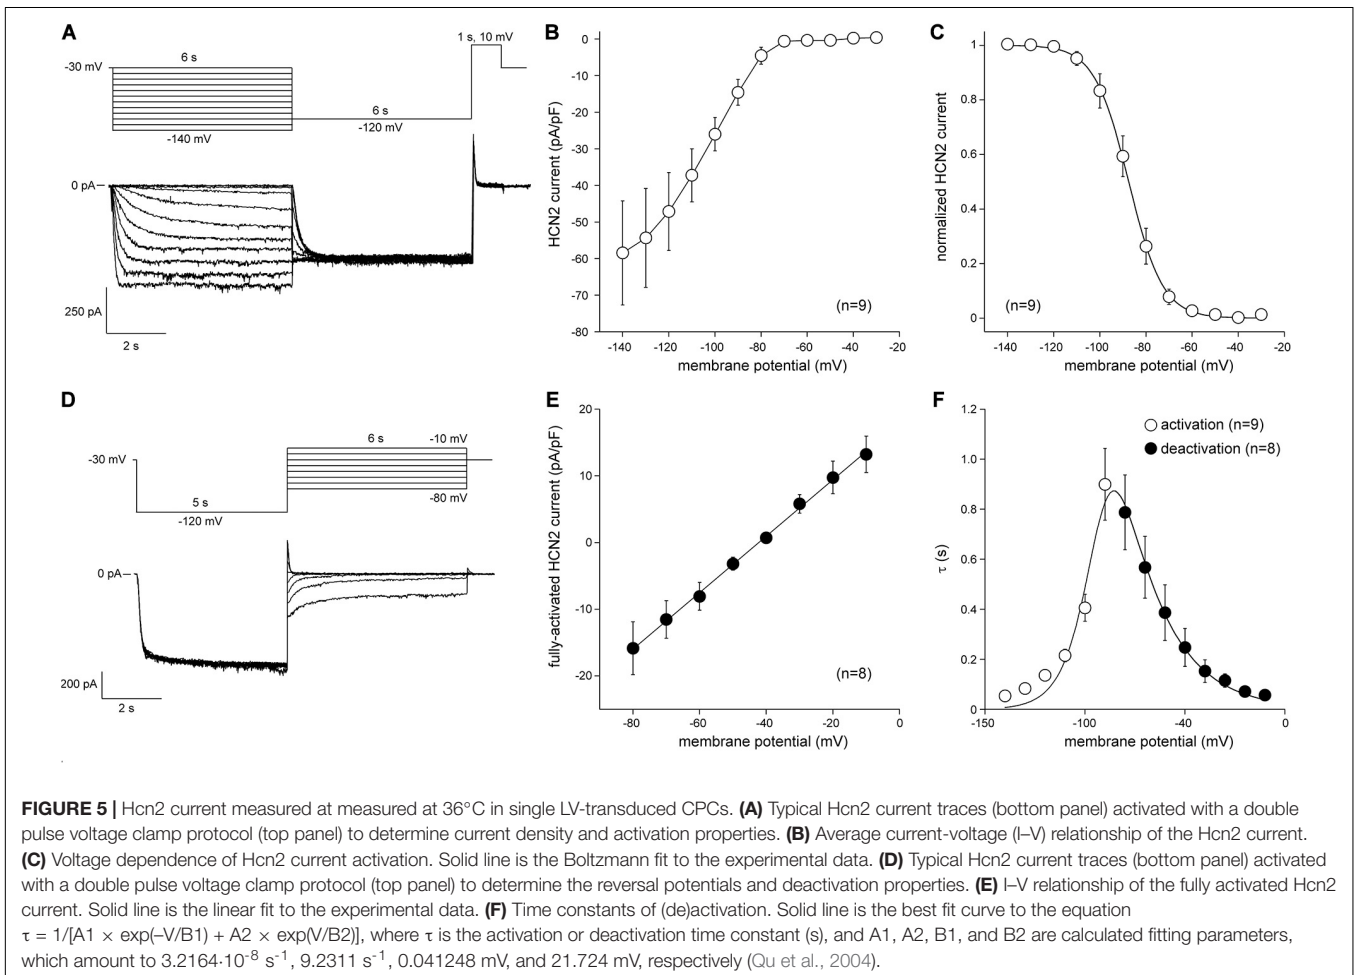 A
6 s
-30 mV
-140 mV
6 s
-120 mV
1 s, 10 mV
0 pA
250 pA
2 s
B
0
-10
-20
-30
-40
-50
-60
-70
-80
HCN2 current (pA/pF)
(n=9)
-140 -120 -100 -80 -60 -40 -20
membrane potential (mV)
C
1
0.8
0.6
0.4
0.2
0
normalized HCN2 current
(n=9)
-140 -120 -100 -80 -60 -40 -20
membrane potential (mV)
D
6 s
-10 mV
-30 mV
5 s
-120 mV
-80 mV
0 pA
200 pA
2 s
E
20
10
0
-10
-20
fully-activated HCN2 current (pA/pF)
(n=8)
-80 -60 -40 -20 0
membrane potential (mV)
F
1.2
1.0
0.8
0.6
0.4
0.2
0
τ (s)
activation (n=9)
deactivation (n=8)
-150 -100 -40 0
membrane potential (mV)
FIGURE 5 | Hcn2 current measured at measured at 36°C in single LV-transduced CPCs. (A) Typical Hcn2 current traces (bottom panel) activated with a double
pulse voltage clamp protocol (top panel) to determine current density and activation properties. (B) Average current-voltage (I–V) relationship of the Hcn2 current.
(C) Voltage dependence of Hcn2 current activation. Solid line is the Boltzmann fit to the experimental data. (D) Typical Hcn2 current traces (bottom panel) activated
with a double pulse voltage clamp protocol (top panel) to determine the reversal potentials and deactivation properties. (E) I–V relationship of the fully activated Hcn2
current. Solid line is the linear fit to the experimental data. (F) Time constants of (de)activation. Solid line is the best fit curve to the equation
τ = 1/[A1 × exp(–V/B1) + A2 × exp(V/B2)], where τ is the activation or deactivation time constant (s), and A1, A2, B1, and B2 are calculated fitting parameters,
which amount to 3.2164·10⁻⁸ s⁻¹, 9.2311 s⁻¹, 0.041248 mV, and 21.724 mV, respectively (Qu et al., 2004).